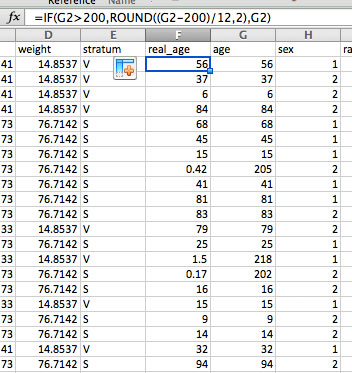 fx =IF(G2>200,ROUND((G2-200)/12,2),G2)
D E F G H
weight stratum real_age age sex ra
41 14.8537 V 56 56 1
41 14.8537 V 37 37 2
41 14.8537 V 6 6 2
41 14.8537 V 84 84 2
73 76.7142 S 68 68 1
73 76.7142 S 45 45 1
73 76.7142 S 15 15 1
73 76.7142 S 0.42 205 2
73 76.7142 S 41 41 1
73 76.7142 S 81 81 1
73 76.7142 S 83 83 2
33 14.8537 V 79 79 2
73 76.7142 S 25 25 1
33 14.8537 V 1.5 218 1
73 76.7142 S 0.17 202 2
73 76.7142 S 16 16 2
33 14.8537 V 15 15 1
73 76.7142 S 9 9 2
73 76.7142 S 14 14 2
41 14.8537 V 32 32 1
73 76.7142 S 94 94 2